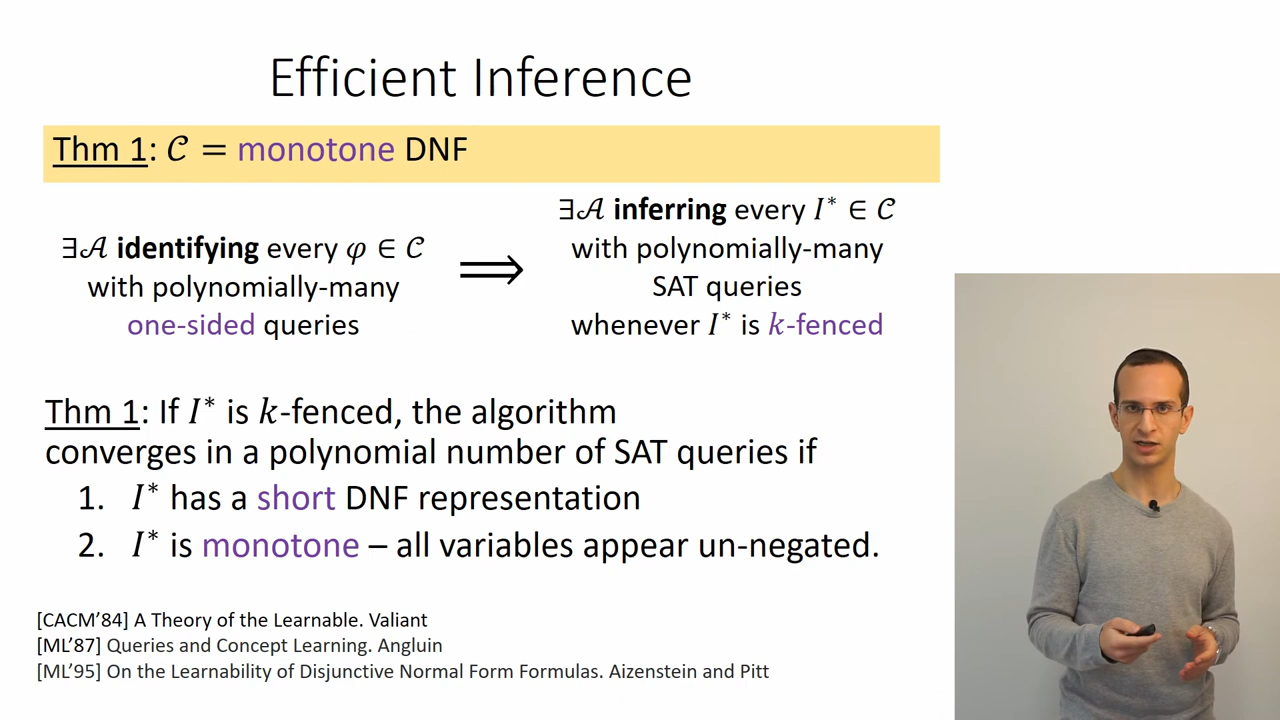 Efficient Inference
Thm 1: 𝒞 = monotone DNF
∃𝒜 identifying every φ ∈ 𝒞
with polynomially-many
one-sided queries
⟹
∃𝒜 inferring every I* ∈ 𝒞
with polynomially-many
SAT queries
whenever I* is k-fenced
Thm 1: If I* is k-fenced, the algorithm
converges in a polynomial number of SAT queries if
1. I* has a short DNF representation
2. I* is monotone – all variables appear un-negated.
[CACM’84] A Theory of the Learnable. Valiant
[ML’87] Queries and Concept Learning. Angluin
[ML’95] On the Learnability of Disjunctive Normal Form Formulas. Aizenstein and Pitt